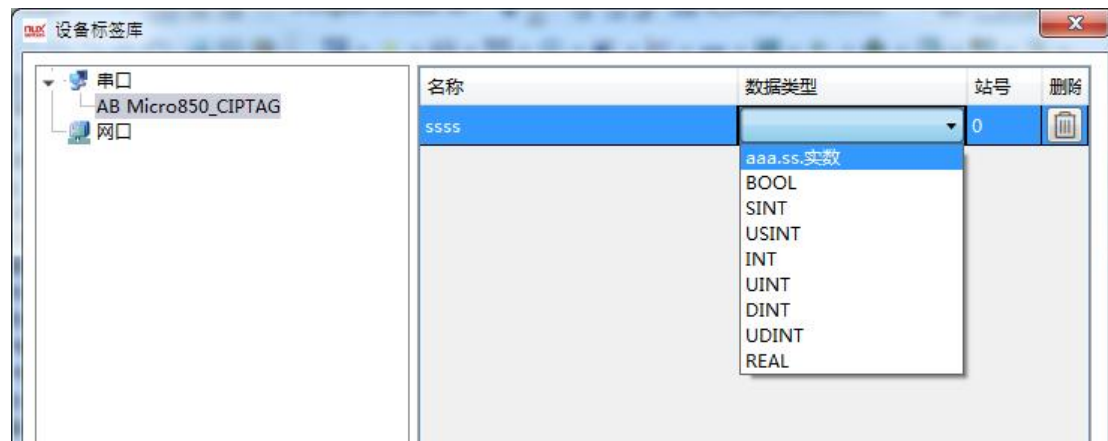 设备标签库
串口
AB Micro850_CIPTAG
网口
名称 数据类型 站号 删除
ssss 0
aaa.ss.实数
BOOL
SINT
USINT
INT
UINT
DINT
UDINT
REAL